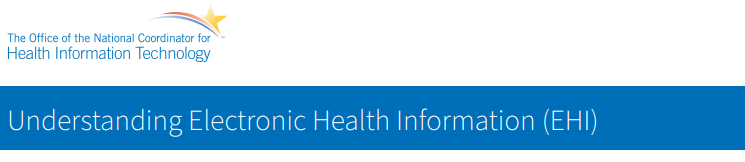 The Office of the National Coordinator for
Health Information Technology
Understanding Electronic Health Information (EHI)